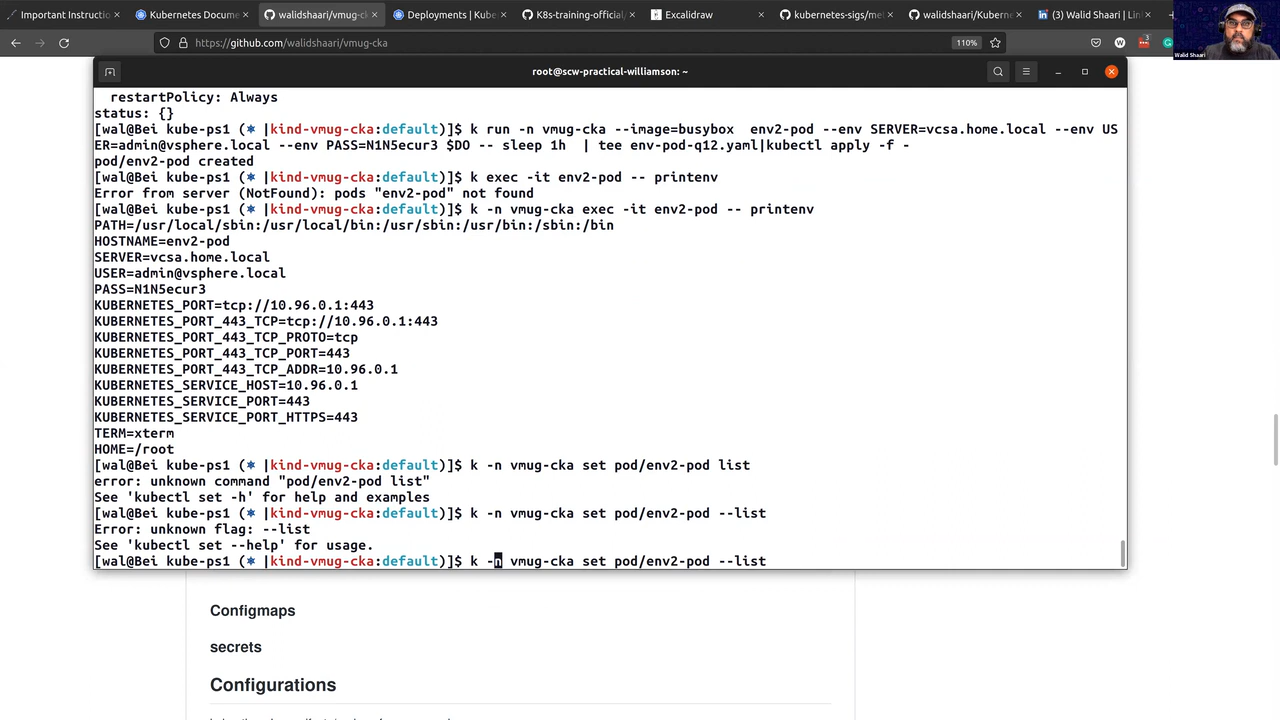 Important Instructio
Kubernetes Docume
walidshaari/vmug-ck
Deployments | Kube
K8s-training-official/
Excalidraw
kubernetes-sigs/me
walidshaari/Kubern
(3) Walid Shaari | Lin
https://github.com/walidshaari/vmug-cka
110%
Walid Shaari
root@scw-practical-williamson: ~
restartPolicy: Always
status: {}
[wal@Bei kube-ps1 (⎈ |kind-vmug-cka:default)]$ k run -n vmug-cka --image=busybox  env2-pod --env SERVER=vcsa.home.local --env US
ER=admin@vsphere.local --env PASS=N1N5ecur3 $DO -- sleep 1h  | tee env-pod-q12.yaml|kubectl apply -f -
pod/env2-pod created
[wal@Bei kube-ps1 (⎈ |kind-vmug-cka:default)]$ k exec -it env2-pod -- printenv
Error from server (NotFound): pods "env2-pod" not found
[wal@Bei kube-ps1 (⎈ |kind-vmug-cka:default)]$ k -n vmug-cka exec -it env2-pod -- printenv
PATH=/usr/local/sbin:/usr/local/bin:/usr/sbin:/usr/bin:/sbin:/bin
HOSTNAME=env2-pod
SERVER=vcsa.home.local
USER=admin@vsphere.local
PASS=N1N5ecur3
KUBERNETES_PORT=tcp://10.96.0.1:443
KUBERNETES_PORT_443_TCP=tcp://10.96.0.1:443
KUBERNETES_PORT_443_TCP_PROTO=tcp
KUBERNETES_PORT_443_TCP_PORT=443
KUBERNETES_PORT_443_TCP_ADDR=10.96.0.1
KUBERNETES_SERVICE_HOST=10.96.0.1
KUBERNETES_SERVICE_PORT=443
KUBERNETES_SERVICE_PORT_HTTPS=443
TERM=xterm
HOME=/root
[wal@Bei kube-ps1 (⎈ |kind-vmug-cka:default)]$ k -n vmug-cka set pod/env2-pod list
error: unknown command "pod/env2-pod list"
See 'kubectl set -h' for help and examples
[wal@Bei kube-ps1 (⎈ |kind-vmug-cka:default)]$ k -n vmug-cka set pod/env2-pod --list
Error: unknown flag: --list
See 'kubectl set --help' for usage.
[wal@Bei kube-ps1 (⎈ |kind-vmug-cka:default)]$ k -n vmug-cka set pod/env2-pod --list
Configmaps
secrets
Configurations